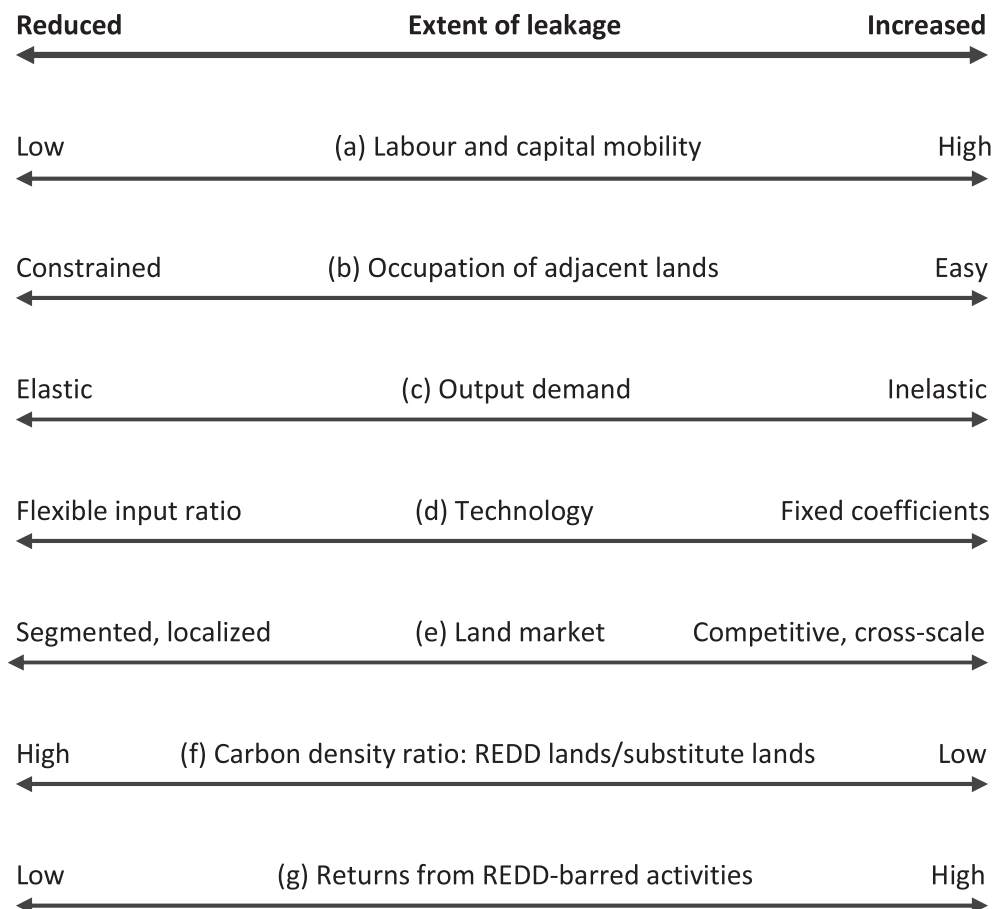 Reduced Extent of leakage Increased
Low (a) Labour and capital mobility High
Constrained (b) Occupation of adjacent lands Easy
Elastic (c) Output demand Inelastic
Flexible input ratio (d) Technology Fixed coefficients
Segmented, localized (e) Land market Competitive, cross-scale
High (f) Carbon density ratio: REDD lands/substitute lands Low
Low (g) Returns from REDD-barred activities High